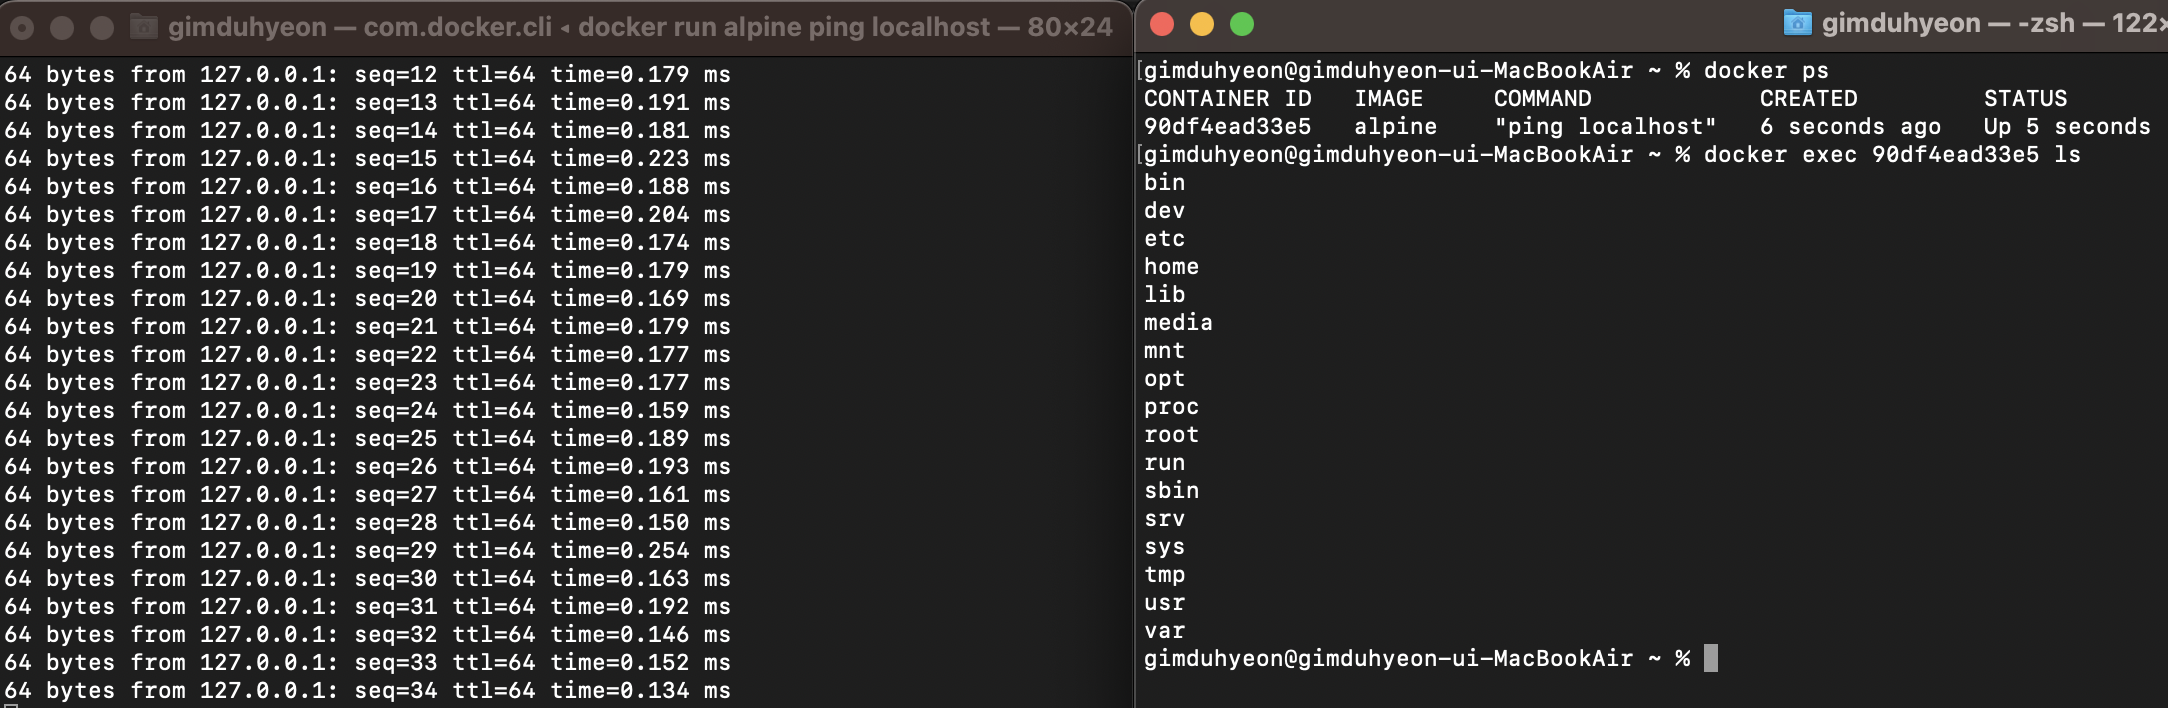 gimduhyeon — com.docker.cli ◂ docker run alpine ping localhost — 80×24
64 bytes from 127.0.0.1: seq=12 ttl=64 time=0.179 ms
64 bytes from 127.0.0.1: seq=13 ttl=64 time=0.191 ms
64 bytes from 127.0.0.1: seq=14 ttl=64 time=0.181 ms
64 bytes from 127.0.0.1: seq=15 ttl=64 time=0.223 ms
64 bytes from 127.0.0.1: seq=16 ttl=64 time=0.188 ms
64 bytes from 127.0.0.1: seq=17 ttl=64 time=0.204 ms
64 bytes from 127.0.0.1: seq=18 ttl=64 time=0.174 ms
64 bytes from 127.0.0.1: seq=19 ttl=64 time=0.179 ms
64 bytes from 127.0.0.1: seq=20 ttl=64 time=0.169 ms
64 bytes from 127.0.0.1: seq=21 ttl=64 time=0.179 ms
64 bytes from 127.0.0.1: seq=22 ttl=64 time=0.177 ms
64 bytes from 127.0.0.1: seq=23 ttl=64 time=0.177 ms
64 bytes from 127.0.0.1: seq=24 ttl=64 time=0.159 ms
64 bytes from 127.0.0.1: seq=25 ttl=64 time=0.189 ms
64 bytes from 127.0.0.1: seq=26 ttl=64 time=0.193 ms
64 bytes from 127.0.0.1: seq=27 ttl=64 time=0.161 ms
64 bytes from 127.0.0.1: seq=28 ttl=64 time=0.150 ms
64 bytes from 127.0.0.1: seq=29 ttl=64 time=0.254 ms
64 bytes from 127.0.0.1: seq=30 ttl=64 time=0.163 ms
64 bytes from 127.0.0.1: seq=31 ttl=64 time=0.192 ms
64 bytes from 127.0.0.1: seq=32 ttl=64 time=0.146 ms
64 bytes from 127.0.0.1: seq=33 ttl=64 time=0.152 ms
64 bytes from 127.0.0.1: seq=34 ttl=64 time=0.134 ms
gimduhyeon — -zsh — 122×
[gimduhyeon@gimduhyeon-ui-MacBookAir ~ % docker ps
CONTAINER ID   IMAGE     COMMAND            CREATED         STATUS
90df4ead33e5   alpine    "ping localhost"   6 seconds ago   Up 5 seconds
[gimduhyeon@gimduhyeon-ui-MacBookAir ~ % docker exec 90df4ead33e5 ls
bin
dev
etc
home
lib
media
mnt
opt
proc
root
run
sbin
srv
sys
tmp
usr
var
gimduhyeon@gimduhyeon-ui-MacBookAir ~ %